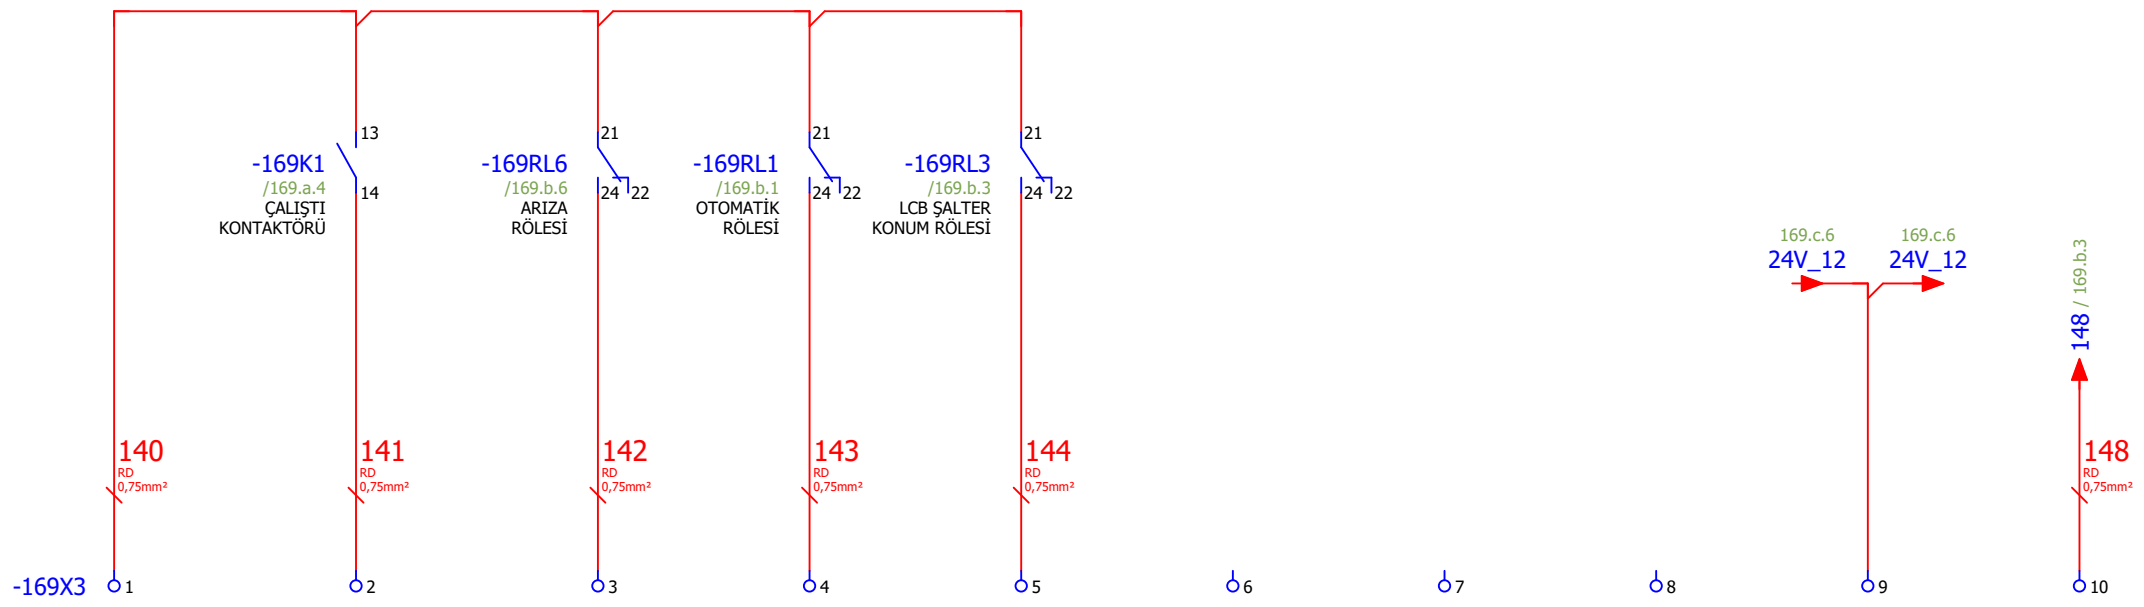 13
21
21
21
-169K1
-169RL6
-169RL1
-169RL3
/169.a.4
/169.b.6
/169.b.1
/169.b.3
14
24 22
24 22
24 22
ÇALIŞTI
KONTAKTÖRÜ
ARIZA
RÖLESİ
OTOMATİK
RÖLESİ
LCB ŞALTER
KONUM RÖLESİ
169.c.6
24V_12
169.c.6
24V_12
148 / 169.b.3
140
RD
0,75mm²
141
RD
0,75mm²
142
RD
0,75mm²
143
RD
0,75mm²
144
RD
0,75mm²
148
RD
0,75mm²
-169X3 1 2 3 4 5 6 7 8 9 10